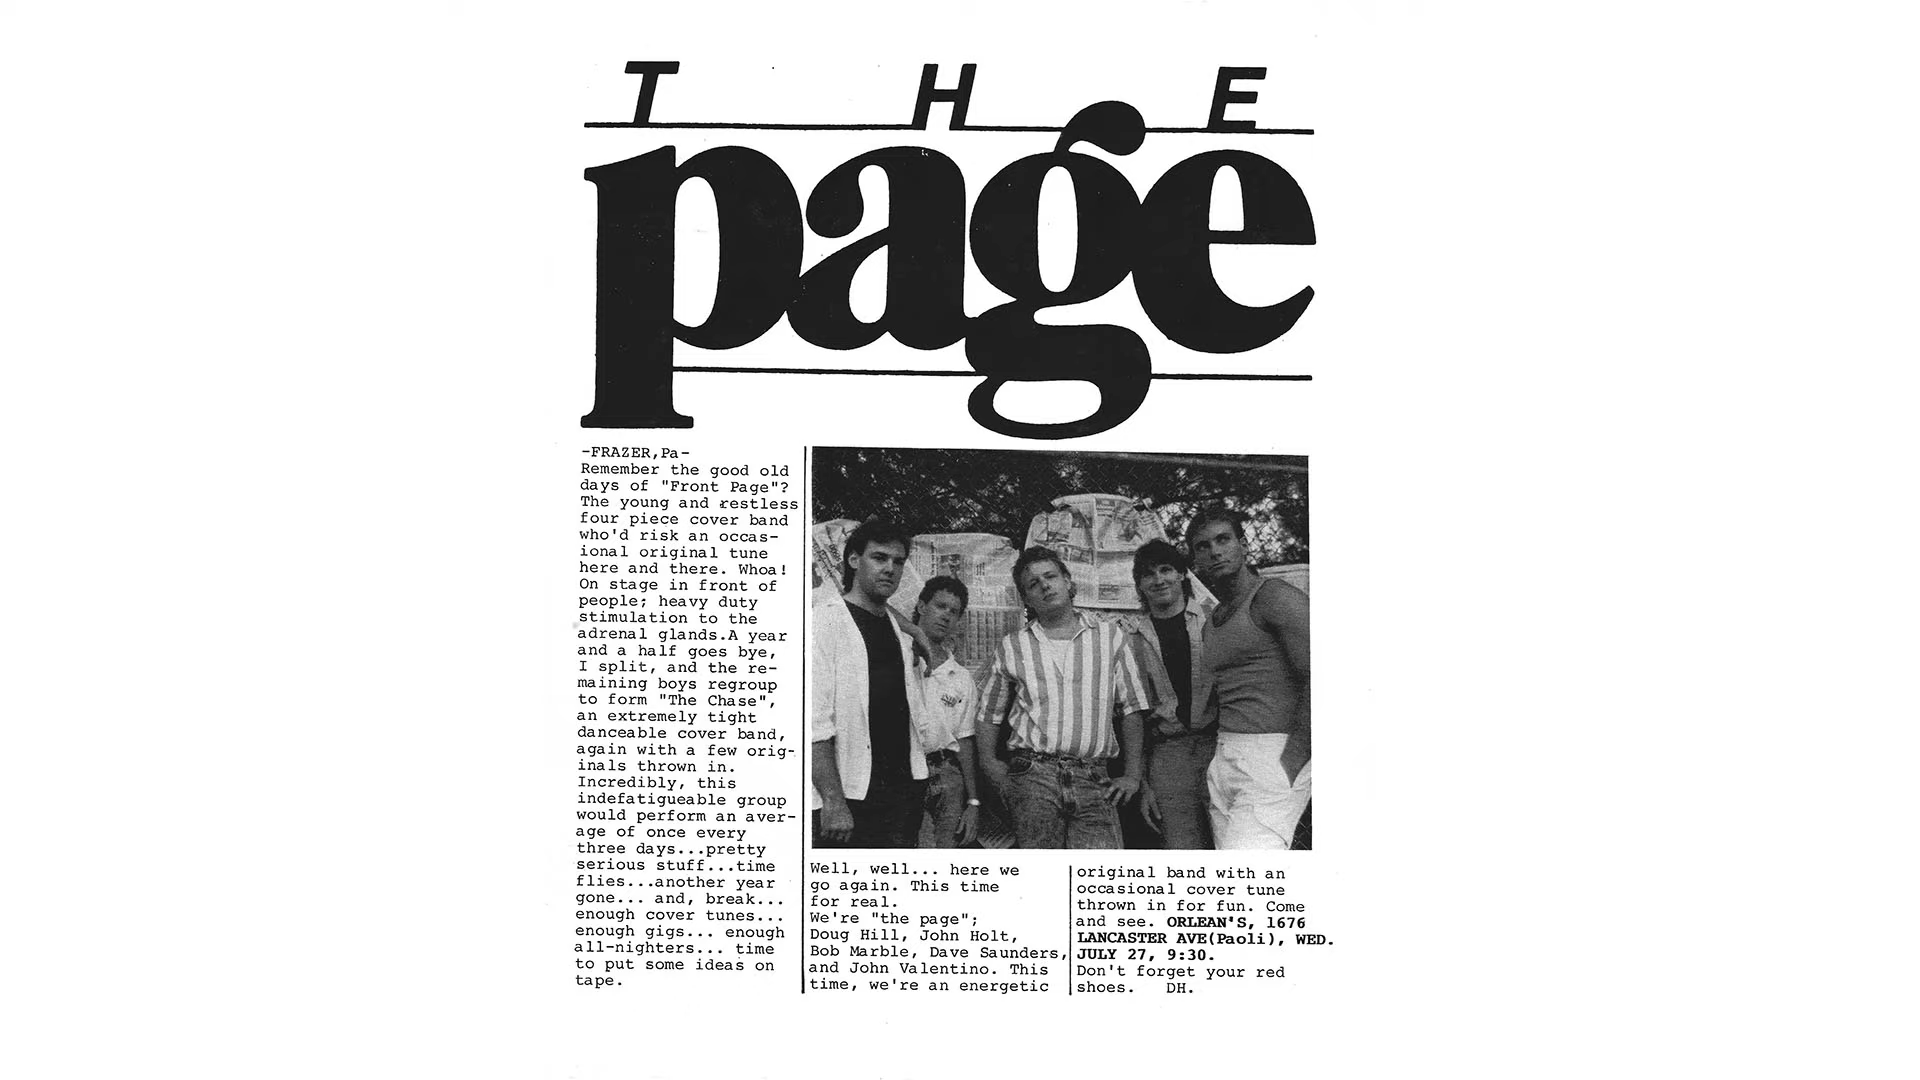 THE
page
-FRAZER,Pa-
Remember the good old
days of "Front Page"?
The young and restless
four piece cover band
who'd risk an occas-
ional original tune
here and there. Whoa!
On stage in front of
people; heavy duty
stimulation to the
adrenal glands.A year
and a half goes bye,
I split, and the re-
maining boys regroup
to form "The Chase",
an extremely tight
danceable cover band,
again with a few orig-
inals thrown in.
Incredibly, this
indefatigueable group
would perform an aver-
age of once every
three days...pretty
serious stuff...time
flies...another year
gone... and, break...
enough cover tunes...
enough gigs... enough
all-nighters... time
to put some ideas on
tape.
Well, well... here we
go again. This time
for real.
We're "the page";
Doug Hill, John Holt,
Bob Marble, Dave Saunders,
and John Valentino. This
time, we're an energetic
original band with an
occasional cover tune
thrown in for fun. Come
and see. ORLEAN'S, 1676
LANCASTER AVE(Paoli), WED.
JULY 27, 9:30.
Don't forget your red
shoes. DH.